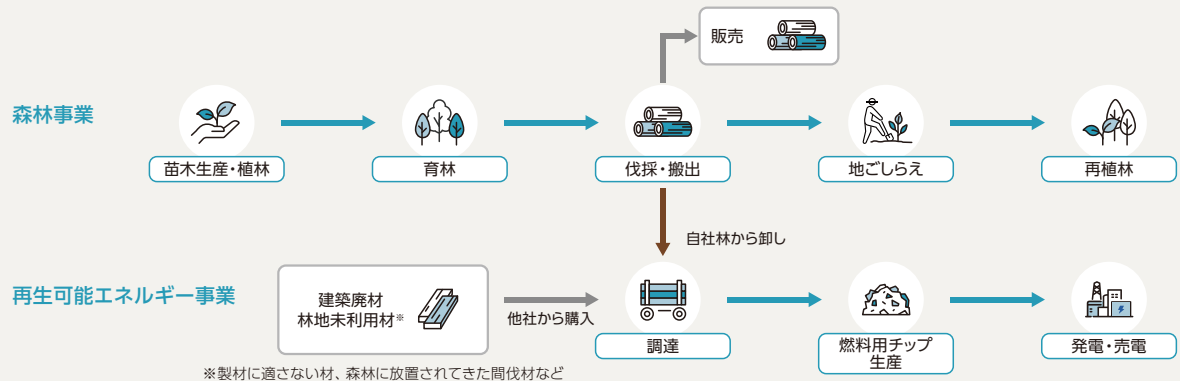 販売
森林事業
苗木生産・植林
育林
伐採・搬出
地ごしらえ
再植林
自社林から卸し
再生可能エネルギー事業
建築廃材
林地未利用材※
他社から購入
調達
燃料用チップ
生産
発電・売電
※製材に適さない材、森林に放置されてきた間伐材など